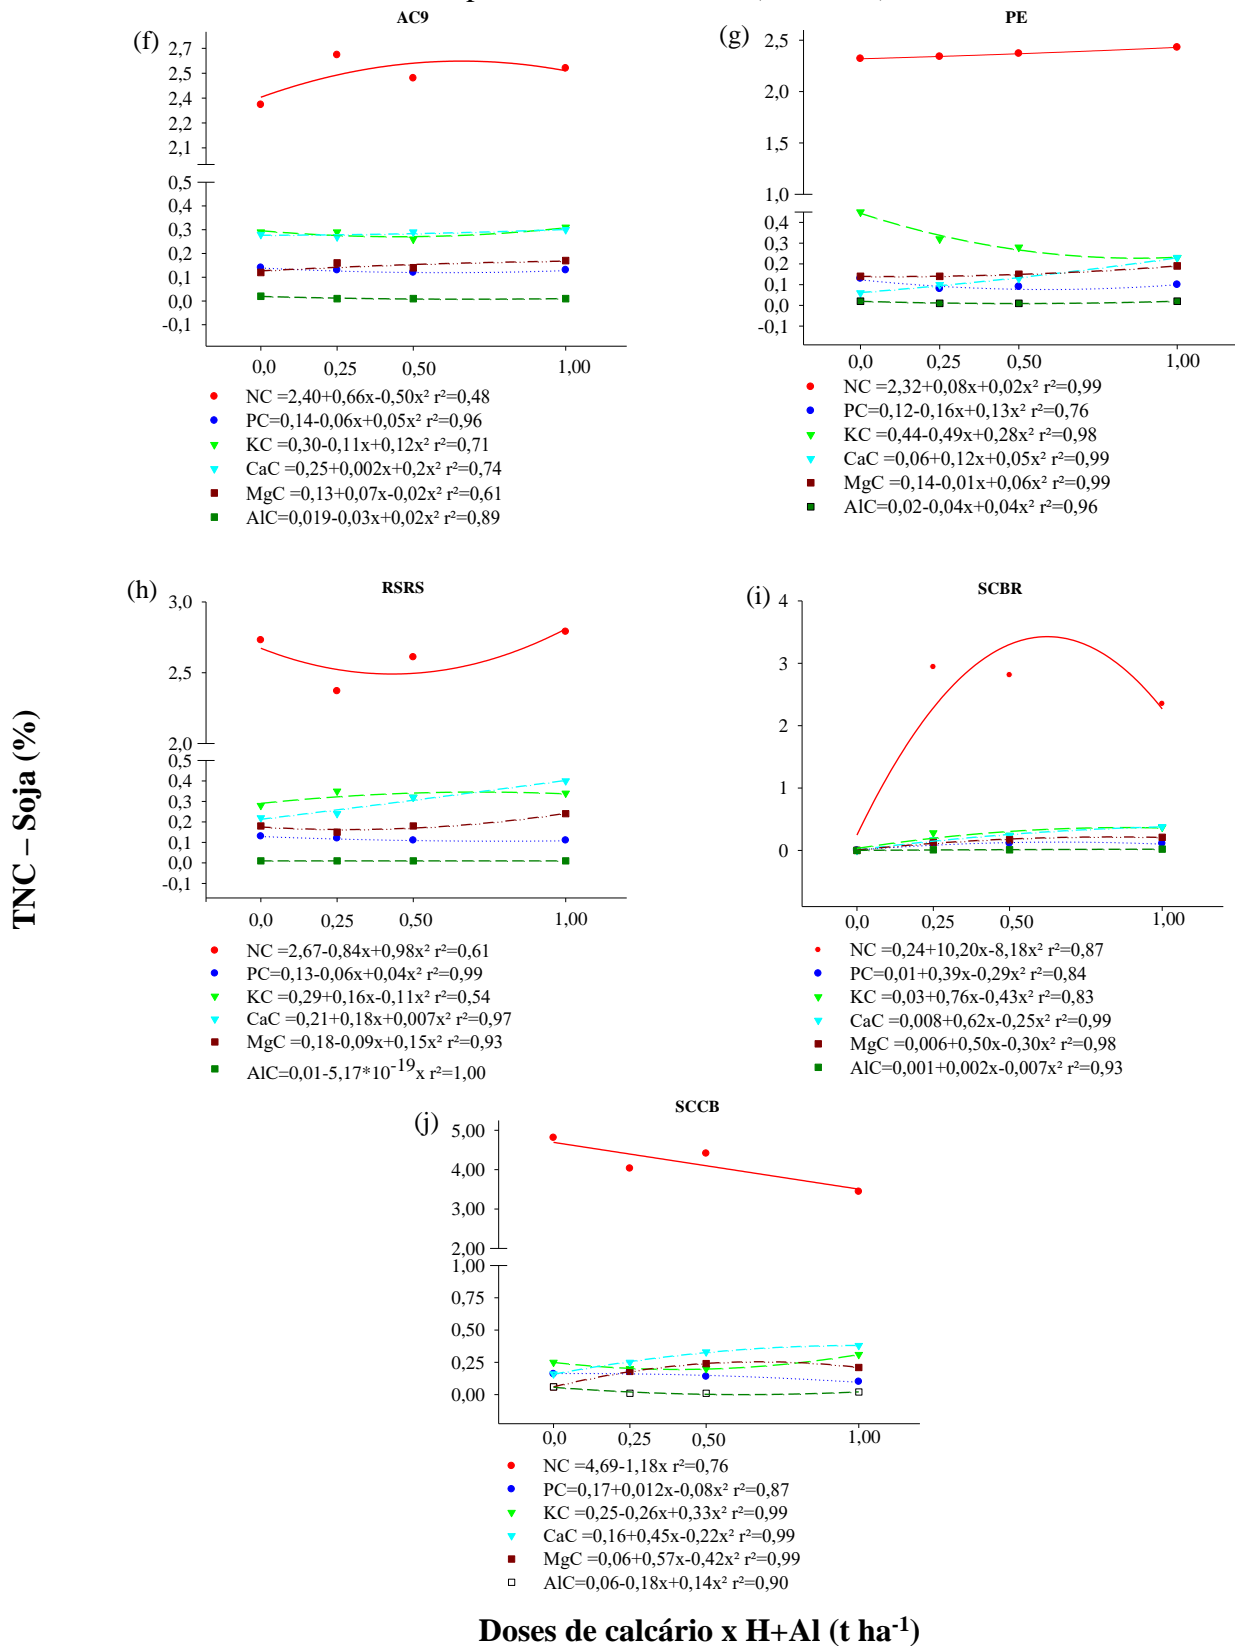 AC9
(f)
2,7
2,5
2,4
2,2
2,1
0,5
0,4
0,3
0,2
0,1
0,0
-0,1
0,0 0,25 0,50 1,00
NC =2,40+0,66x-0,50x² r²=0,48
PC=0,14-0,06x+0,05x² r²=0,96
KC =0,30-0,11x+0,12x² r²=0,71
CaC =0,25+0,002x+0,2x² r²=0,74
MgC =0,13+0,07x-0,02x² r²=0,61
AlC=0,019-0,03x+0,02x² r²=0,89
PE
(g)
2,5
2,0
1,5
1,0
0,4
0,3
0,2
0,1
0,0
-0,1
0,0 0,25 0,50 1,00
NC =2,32+0,08x+0,02x² r²=0,99
PC=0,12-0,16x+0,13x² r²=0,76
KC =0,44-0,49x+0,28x² r²=0,98
CaC =0,06+0,12x+0,05x² r²=0,99
MgC =0,14-0,01x+0,06x² r²=0,99
AlC=0,02-0,04x+0,04x² r²=0,96
TNC – Soja (%)
RSRS
(h)
3,0
2,5
2,0
0,5
0,4
0,3
0,2
0,1
0,0
-0,1
0,0 0,25 0,50 1,00
NC =2,67-0,84x+0,98x² r²=0,61
PC=0,13-0,06x+0,04x² r²=0,99
KC =0,29+0,16x-0,11x² r²=0,54
CaC =0,21+0,18x+0,007x² r²=0,97
MgC =0,18-0,09x+0,15x² r²=0,93
AlC=0,01-5,17*10⁻¹⁹x r²=1,00
SCBR
(i)
4
3
2
1
0
0,0 0,25 0,50 1,00
NC =0,24+10,20x-8,18x² r²=0,87
PC=0,01+0,39x-0,29x² r²=0,84
KC =0,03+0,76x-0,43x² r²=0,83
CaC =0,008+0,62x-0,25x² r²=0,99
MgC =0,006+0,50x-0,30x² r²=0,98
AlC=0,001+0,002x-0,007x² r²=0,93
SCCB
(j)
5,00
4,00
3,00
2,00
1,00
0,75
0,50
0,25
0,00
0,0 0,25 0,50 1,00
NC =4,69-1,18x r²=0,76
PC=0,17+0,012x-0,08x² r²=0,87
KC =0,25-0,26x+0,33x² r²=0,99
CaC =0,16+0,45x-0,22x² r²=0,99
MgC =0,06+0,57x-0,42x² r²=0,99
AlC=0,06-0,18x+0,14x² r²=0,90
Doses de calcário x H+Al (t ha⁻¹)